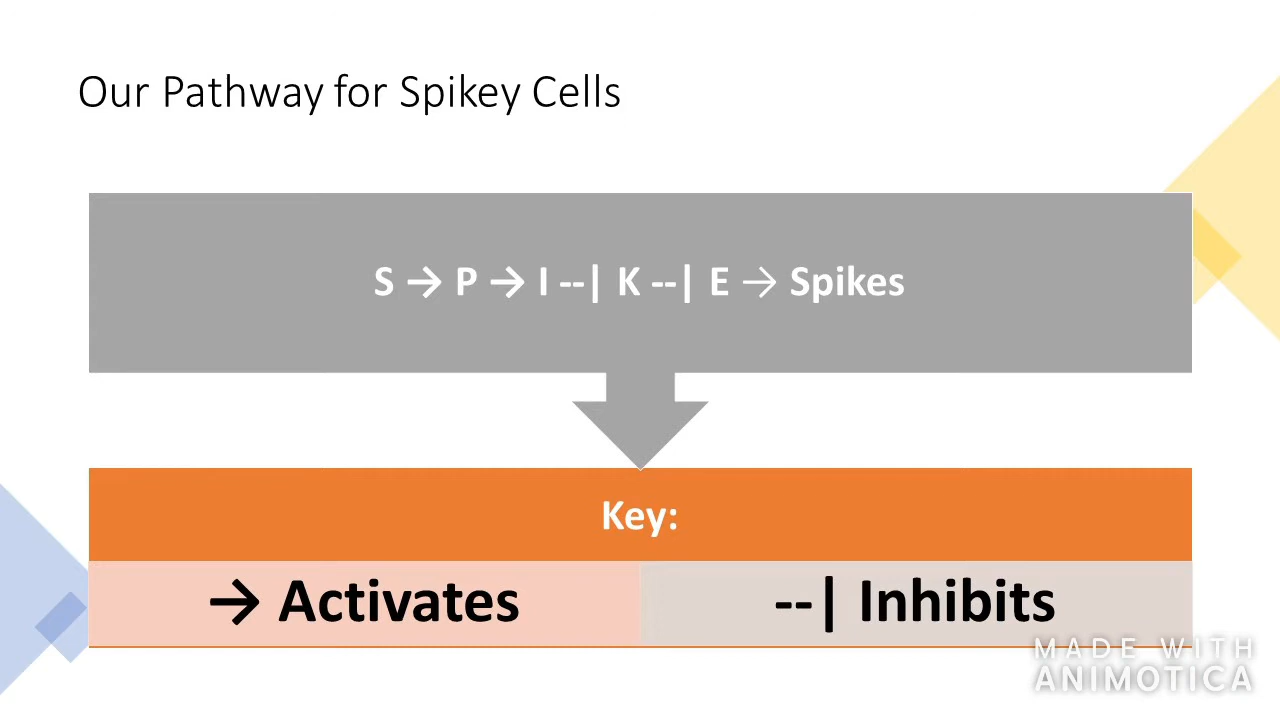 Our Pathway for Spikey Cells
S → P → I --| K --| E → Spikes
Key:
→ Activates
--| Inhibits
MADE WITH
ANIMOTICA